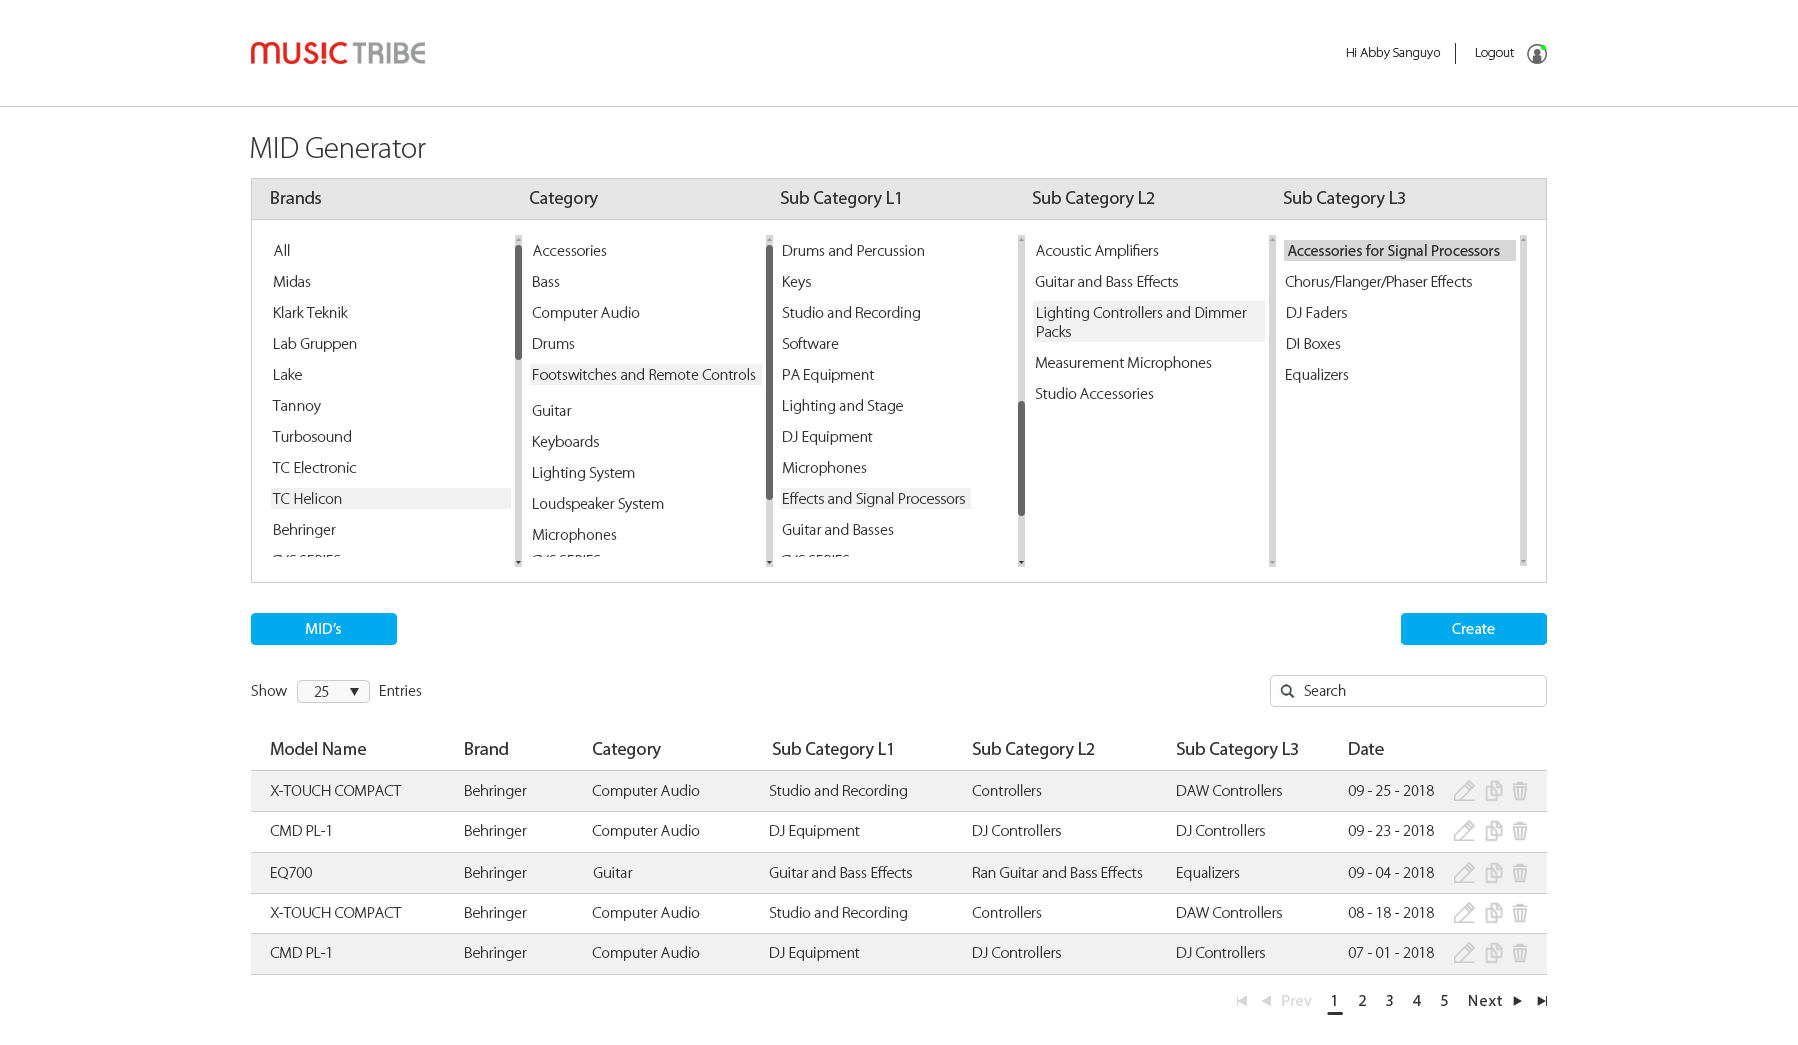 MUSIC TRIBE
Hi Abby Sanguyo
Logout
MID Generator
Brands
Category
Sub Category L1
Sub Category L2
Sub Category L3
All
Midas
Klark Teknik
Lab Gruppen
Lake
Tannoy
Turbosound
TC Electronic
TC Helicon
Behringer
Accessories
Bass
Computer Audio
Drums
Footswitches and Remote Controls
Guitar
Keyboards
Lighting System
Loudspeaker System
Microphones
Drums and Percussion
Keys
Studio and Recording
Software
PA Equipment
Lighting and Stage
DJ Equipment
Microphones
Effects and Signal Processors
Guitar and Basses
Acoustic Amplifiers
Guitar and Bass Effects
Lighting Controllers and Dimmer
Packs
Measurement Microphones
Studio Accessories
Accessories for Signal Processors
Chorus/Flanger/Phaser Effects
DJ Faders
DI Boxes
Equalizers
MID's
Create
Show 25 Entries
Search
Model Name Brand Category Sub Category L1 Sub Category L2 Sub Category L3 Date
X-TOUCH COMPACT Behringer Computer Audio Studio and Recording Controllers DAW Controllers 09 - 25 - 2018
CMD PL-1 Behringer Computer Audio DJ Equipment DJ Controllers DJ Controllers 09 - 23 - 2018
EQ700 Behringer Guitar Guitar and Bass Effects Ran Guitar and Bass Effects Equalizers 09 - 04 - 2018
X-TOUCH COMPACT Behringer Computer Audio Studio and Recording Controllers DAW Controllers 08 - 18 - 2018
CMD PL-1 Behringer Computer Audio DJ Equipment DJ Controllers DJ Controllers 07 - 01 - 2018
Prev 1 2 3 4 5 Next